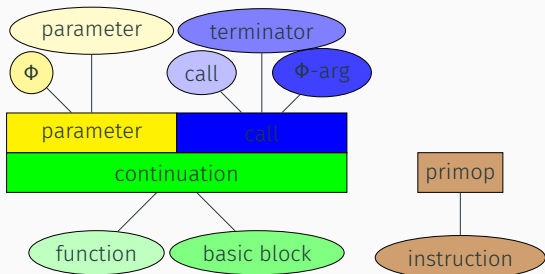 parameter
terminator
Φ
call
Φ-arg
parameter
call
continuation
primop
function
basic block
instruction